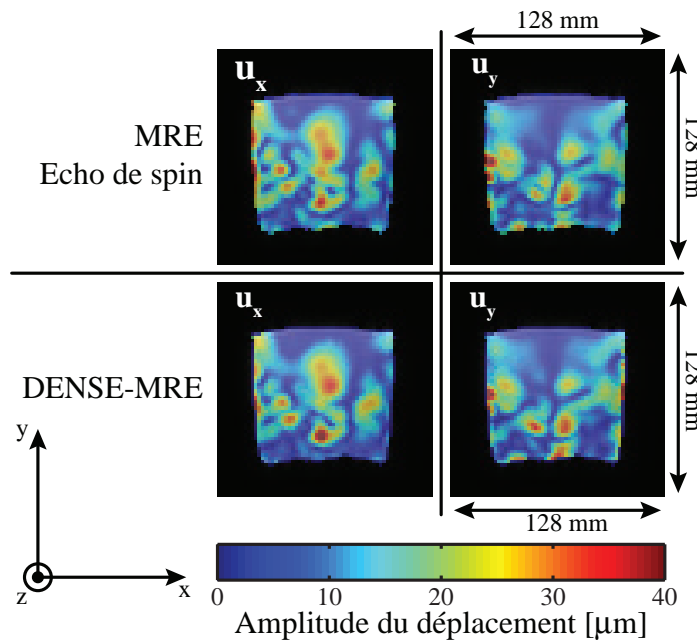 128 mm
u_x
u_y
MRE
Echo de spin
128 mm
u_x
u_y
DENSE-MRE
128 mm
y
z
x
128 mm
0 10 20 30 40
Amplitude du déplacement [µm]